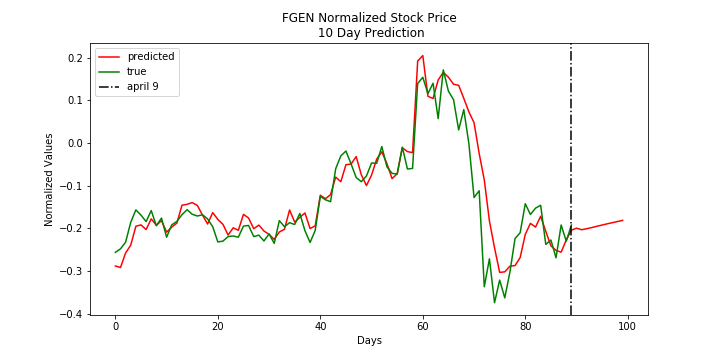 FGEN Normalized Stock Price
10 Day Prediction
predicted
true
april 9
Normalized Values
0.2
0.1
0.0
−0.1
−0.2
−0.3
−0.4
0 20 40 60 80 100
Days